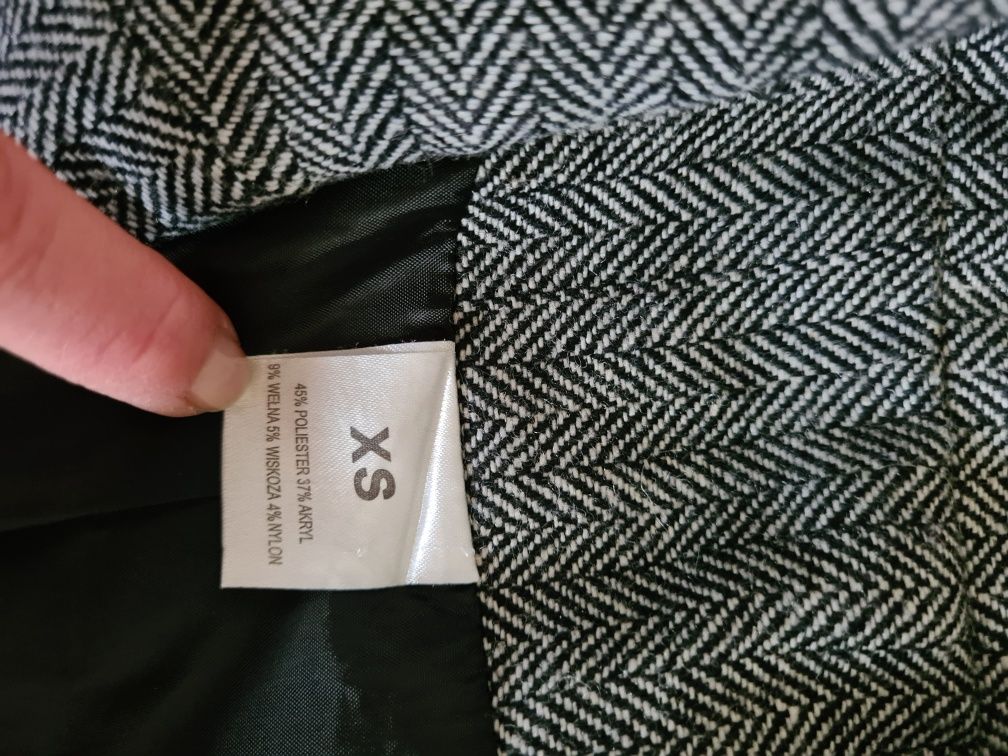 XS
45% POLIESTER 37% AKRYL
9% WEŁNA 5% WISKOZA 4% NYLON